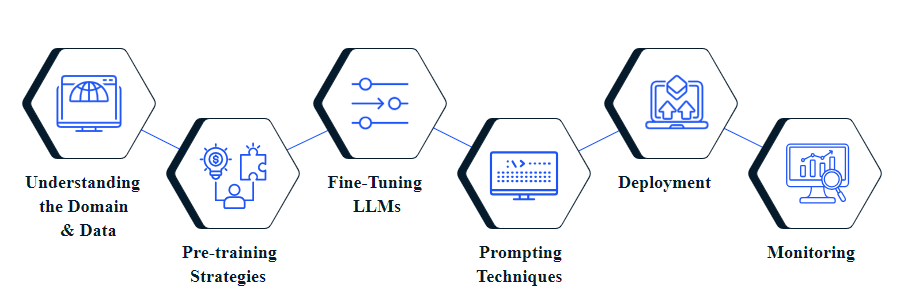 Understanding
the Domain
& Data
Pre-training
Strategies
Fine-Tuning
LLMs
Prompting
Techniques
Deployment
Monitoring